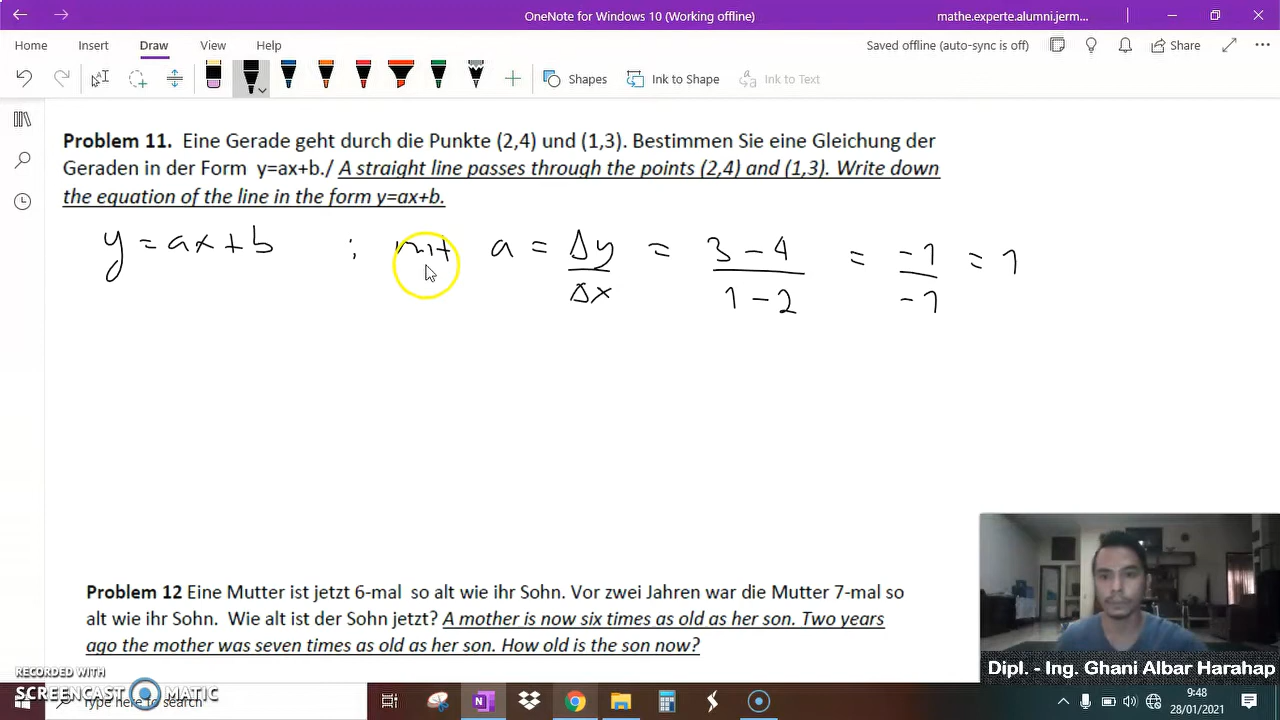 OneNote for Windows 10 (Working offline)
mathe.experte.alumni.jerm...
Home Insert Draw View Help
Saved offline (auto-sync is off)
Share
Shapes
Ink to Shape
Ink to Text
Problem 11. Eine Gerade geht durch die Punkte (2,4) und (1,3). Bestimmen Sie eine Gleichung der
Geraden in der Form y=ax+b./ A straight line passes through the points (2,4) and (1,3). Write down
the equation of the line in the form y=ax+b.
y = ax + b ; mit a = Δy/Δx = (3 - 4)/(1 - 2) = -1/-1 = 1
Problem 12 Eine Mutter ist jetzt 6-mal so alt wie ihr Sohn. Vor zwei Jahren war die Mutter 7-mal so
alt wie ihr Sohn. Wie alt ist der Sohn jetzt? A mother is now six times as old as her son. Two years
ago the mother was seven times as old as her son. How old is the son now?
Dipl. - Ing. Ghani Albar Harahap
RECORDED WITH
SCREENCAST MATIC
Type here to search
9:48
28/01/2021